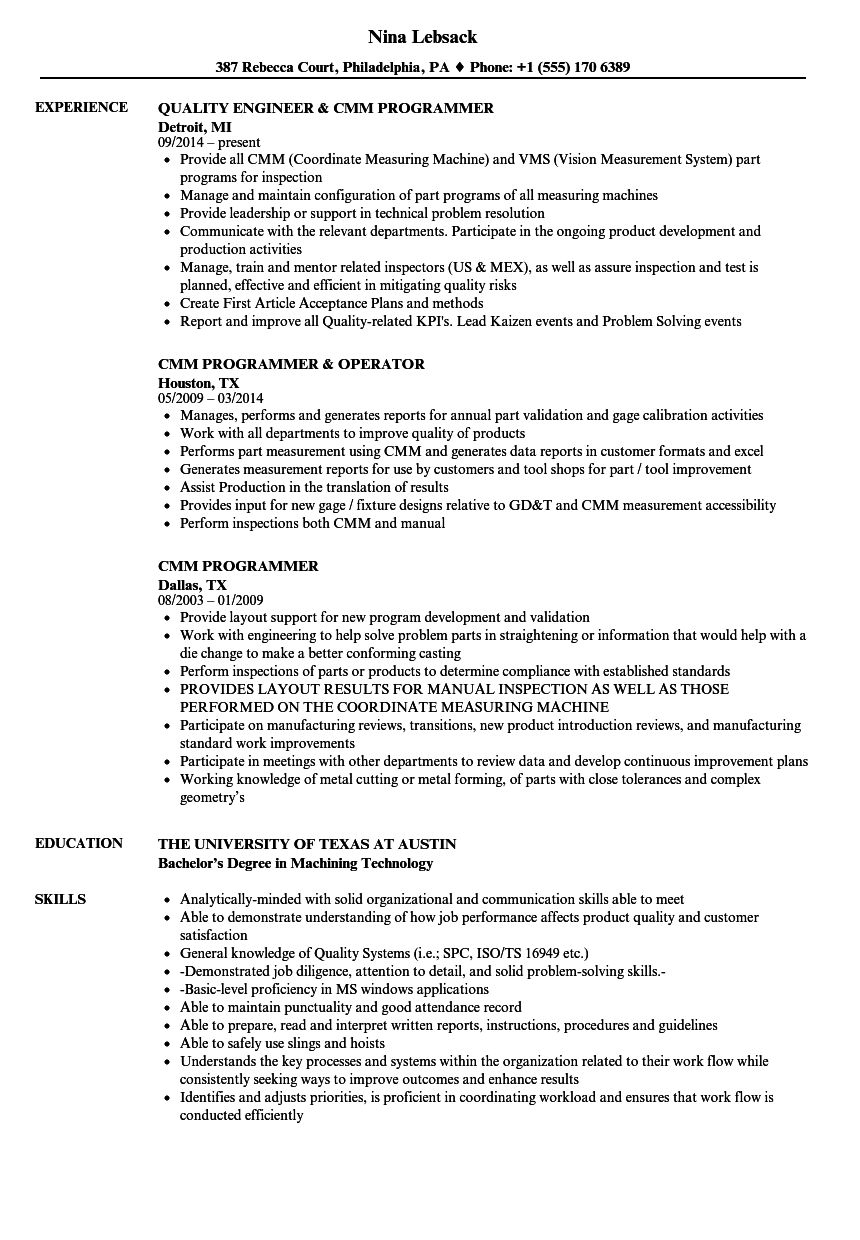 Nina Lebsack
387 Rebecca Court, Philadelphia, PA ♦ Phone: +1 (555) 170 6389
EXPERIENCE
QUALITY ENGINEER & CMM PROGRAMMER
Detroit, MI
09/2014 – present
• Provide all CMM (Coordinate Measuring Machine) and VMS (Vision Measurement System) part
programs for inspection
• Manage and maintain configuration of part programs of all measuring machines
• Provide leadership or support in technical problem resolution
• Communicate with the relevant departments. Participate in the ongoing product development and
production activities
• Manage, train and mentor related inspectors (US & MEX), as well as assure inspection and test is
planned, effective and efficient in mitigating quality risks
• Create First Article Acceptance Plans and methods
• Report and improve all Quality-related KPI's. Lead Kaizen events and Problem Solving events
CMM PROGRAMMER & OPERATOR
Houston, TX
05/2009 – 03/2014
• Manages, performs and generates reports for annual part validation and gage calibration activities
• Work with all departments to improve quality of products
• Performs part measurement using CMM and generates data reports in customer formats and excel
• Generates measurement reports for use by customers and tool shops for part / tool improvement
• Assist Production in the translation of results
• Provides input for new gage / fixture designs relative to GD&T and CMM measurement accessibility
• Perform inspections both CMM and manual
CMM PROGRAMMER
Dallas, TX
08/2003 – 01/2009
• Provide layout support for new program development and validation
• Work with engineering to help solve problem parts in straightening or information that would help with a
die change to make a better conforming casting
• Perform inspections of parts or products to determine compliance with established standards
• PROVIDES LAYOUT RESULTS FOR MANUAL INSPECTION AS WELL AS THOSE
PERFORMED ON THE COORDINATE MEASURING MACHINE
• Participate on manufacturing reviews, transitions, new product introduction reviews, and manufacturing
standard work improvements
• Participate in meetings with other departments to review data and develop continuous improvement plans
• Working knowledge of metal cutting or metal forming, of parts with close tolerances and complex
geometry’s
EDUCATION
THE UNIVERSITY OF TEXAS AT AUSTIN
Bachelor’s Degree in Machining Technology
SKILLS
• Analytically-minded with solid organizational and communication skills able to meet
• Able to demonstrate understanding of how job performance affects product quality and customer
satisfaction
• General knowledge of Quality Systems (i.e.; SPC, ISO/TS 16949 etc.)
• -Demonstrated job diligence, attention to detail, and solid problem-solving skills.-
• -Basic-level proficiency in MS windows applications
• Able to maintain punctuality and good attendance record
• Able to prepare, read and interpret written reports, instructions, procedures and guidelines
• Able to safely use slings and hoists
• Understands the key processes and systems within the organization related to their work flow while
consistently seeking ways to improve outcomes and enhance results
• Identifies and adjusts priorities, is proficient in coordinating workload and ensures that work flow is
conducted efficiently